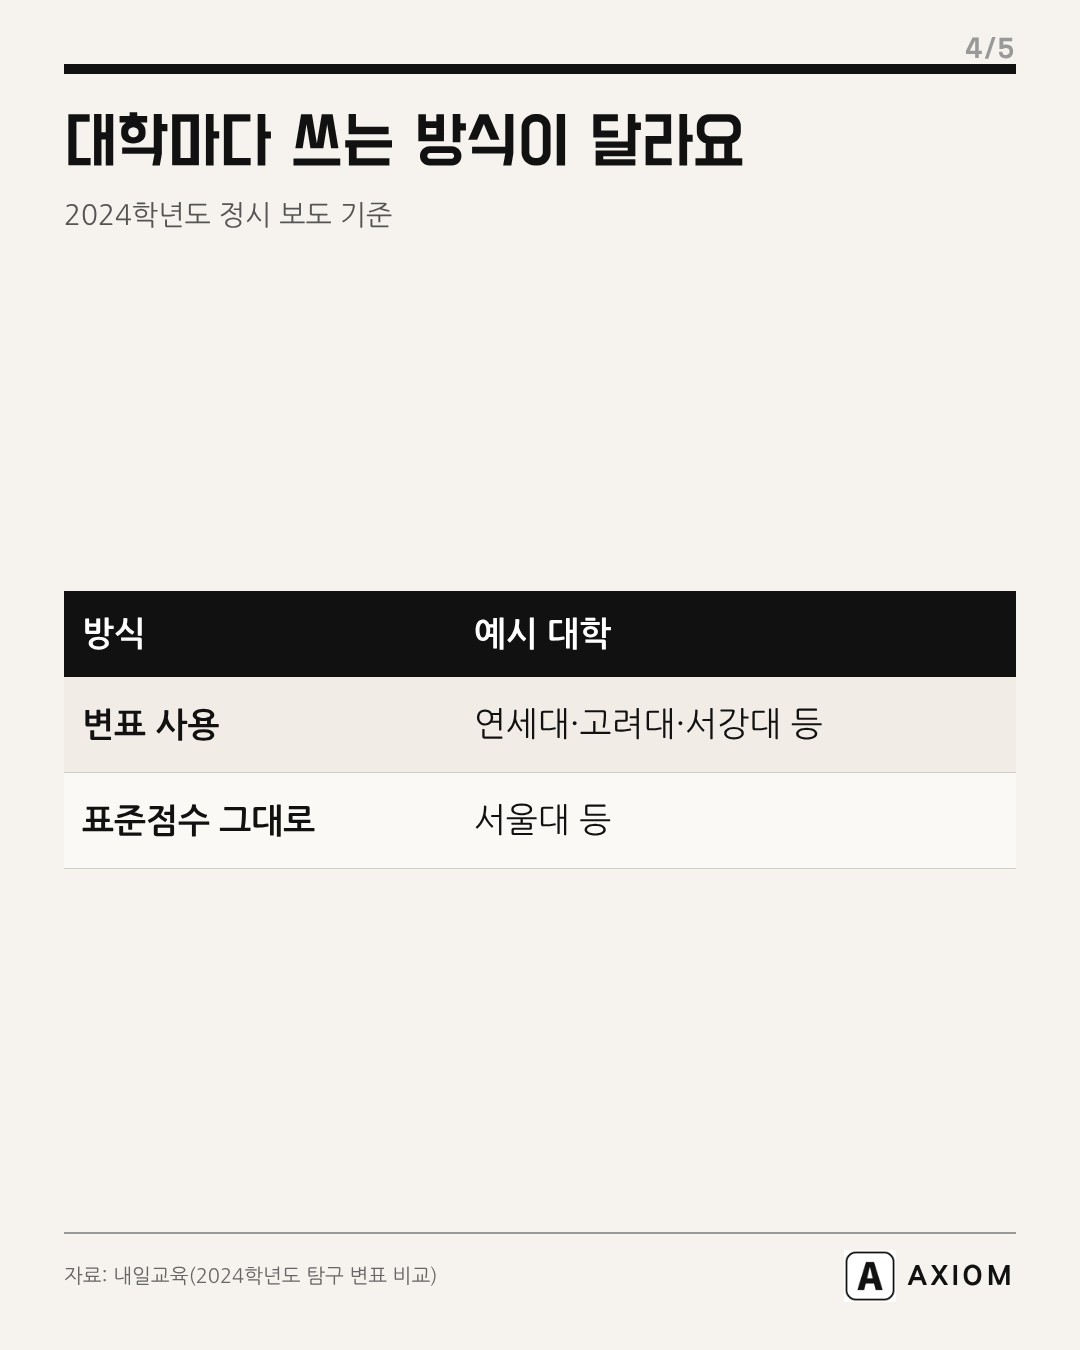 4/5
대학마다 쓰는 방식이 달라요
2024학년도 정시 보도 기준
방식 예시 대학
변표 사용 연세대·고려대·서강대 등
표준점수 그대로 서울대 등
자료: 내일교육(2024학년도 탐구 변표 비교)
A AXIOM